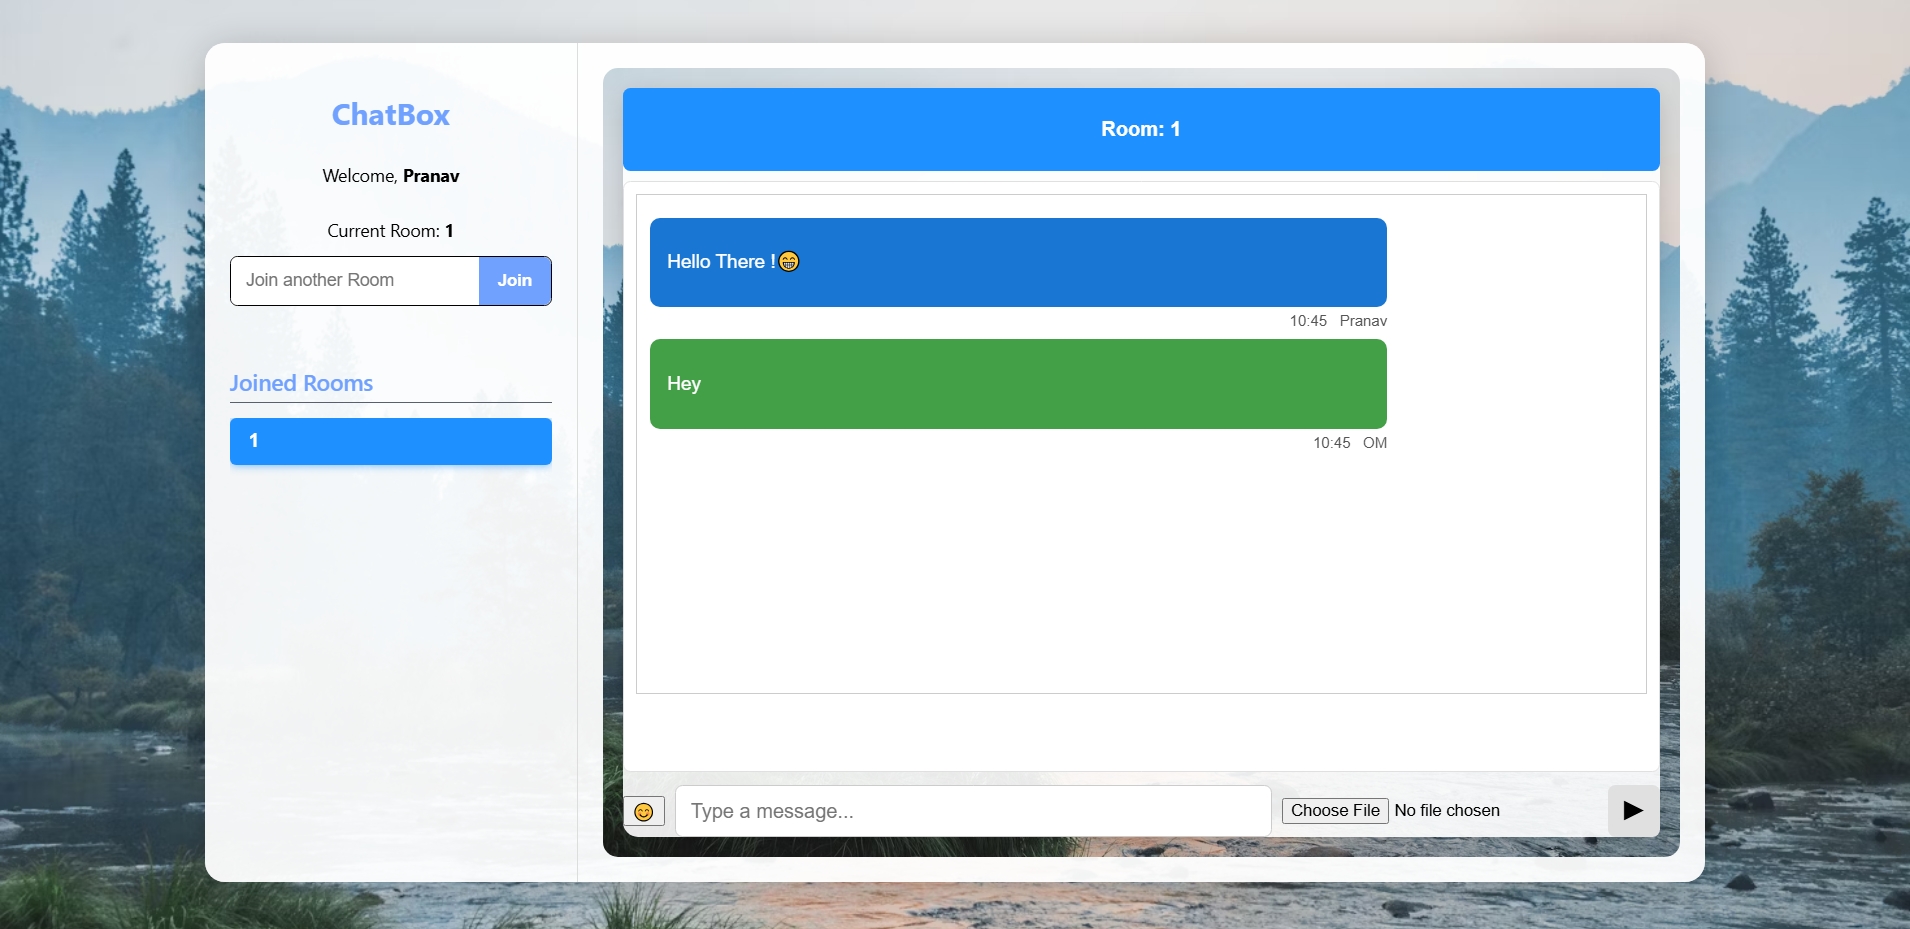 ChatBox
Welcome, Pranav
Current Room: 1
Join another Room
Join
Joined Rooms
1
Room: 1
Hello There !😁
10:45 Pranav
Hey
10:45 OM
😊
Type a message...
Choose File No file chosen
▶